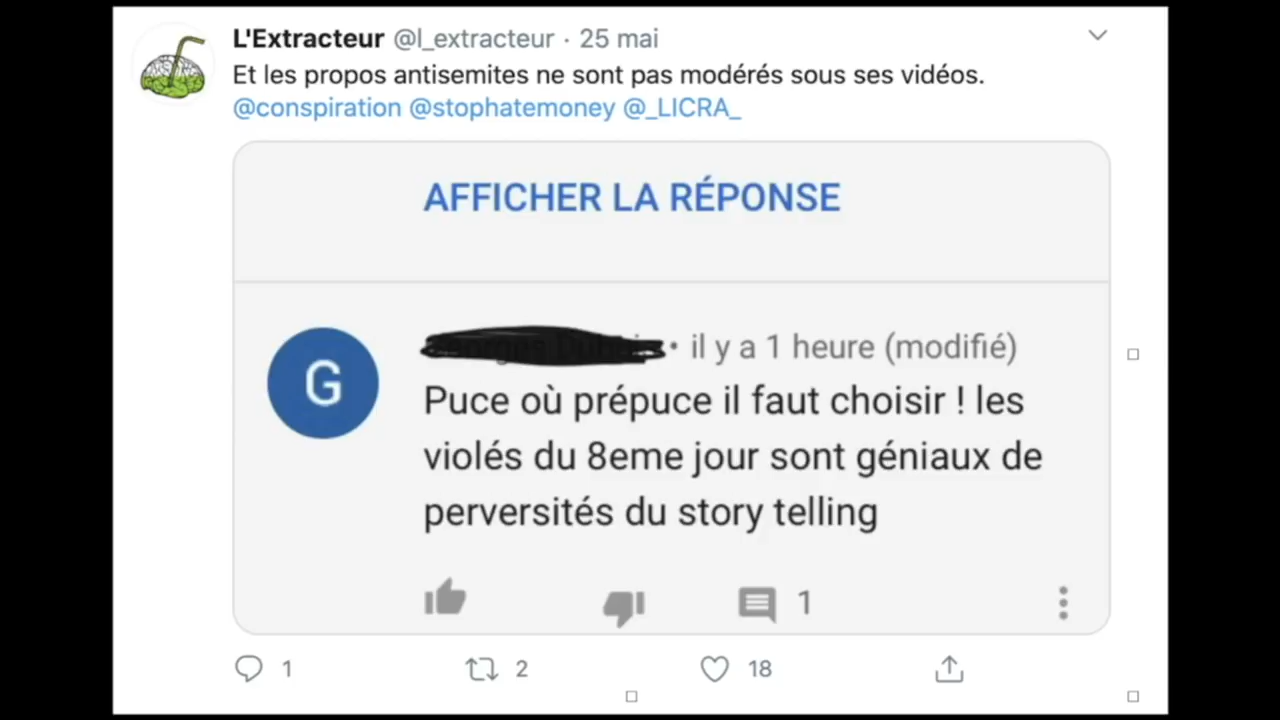 L'Extracteur @l_extracteur · 25 mai
Et les propos antisemites ne sont pas modérés sous ses vidéos.
@conspiration @stophatemoney @_LICRA_
AFFICHER LA RÉPONSE
G
• il y a 1 heure (modifié)
Puce où prépuce il faut choisir ! les
violés du 8eme jour sont géniaux de
perversités du story telling
1
1 2 18